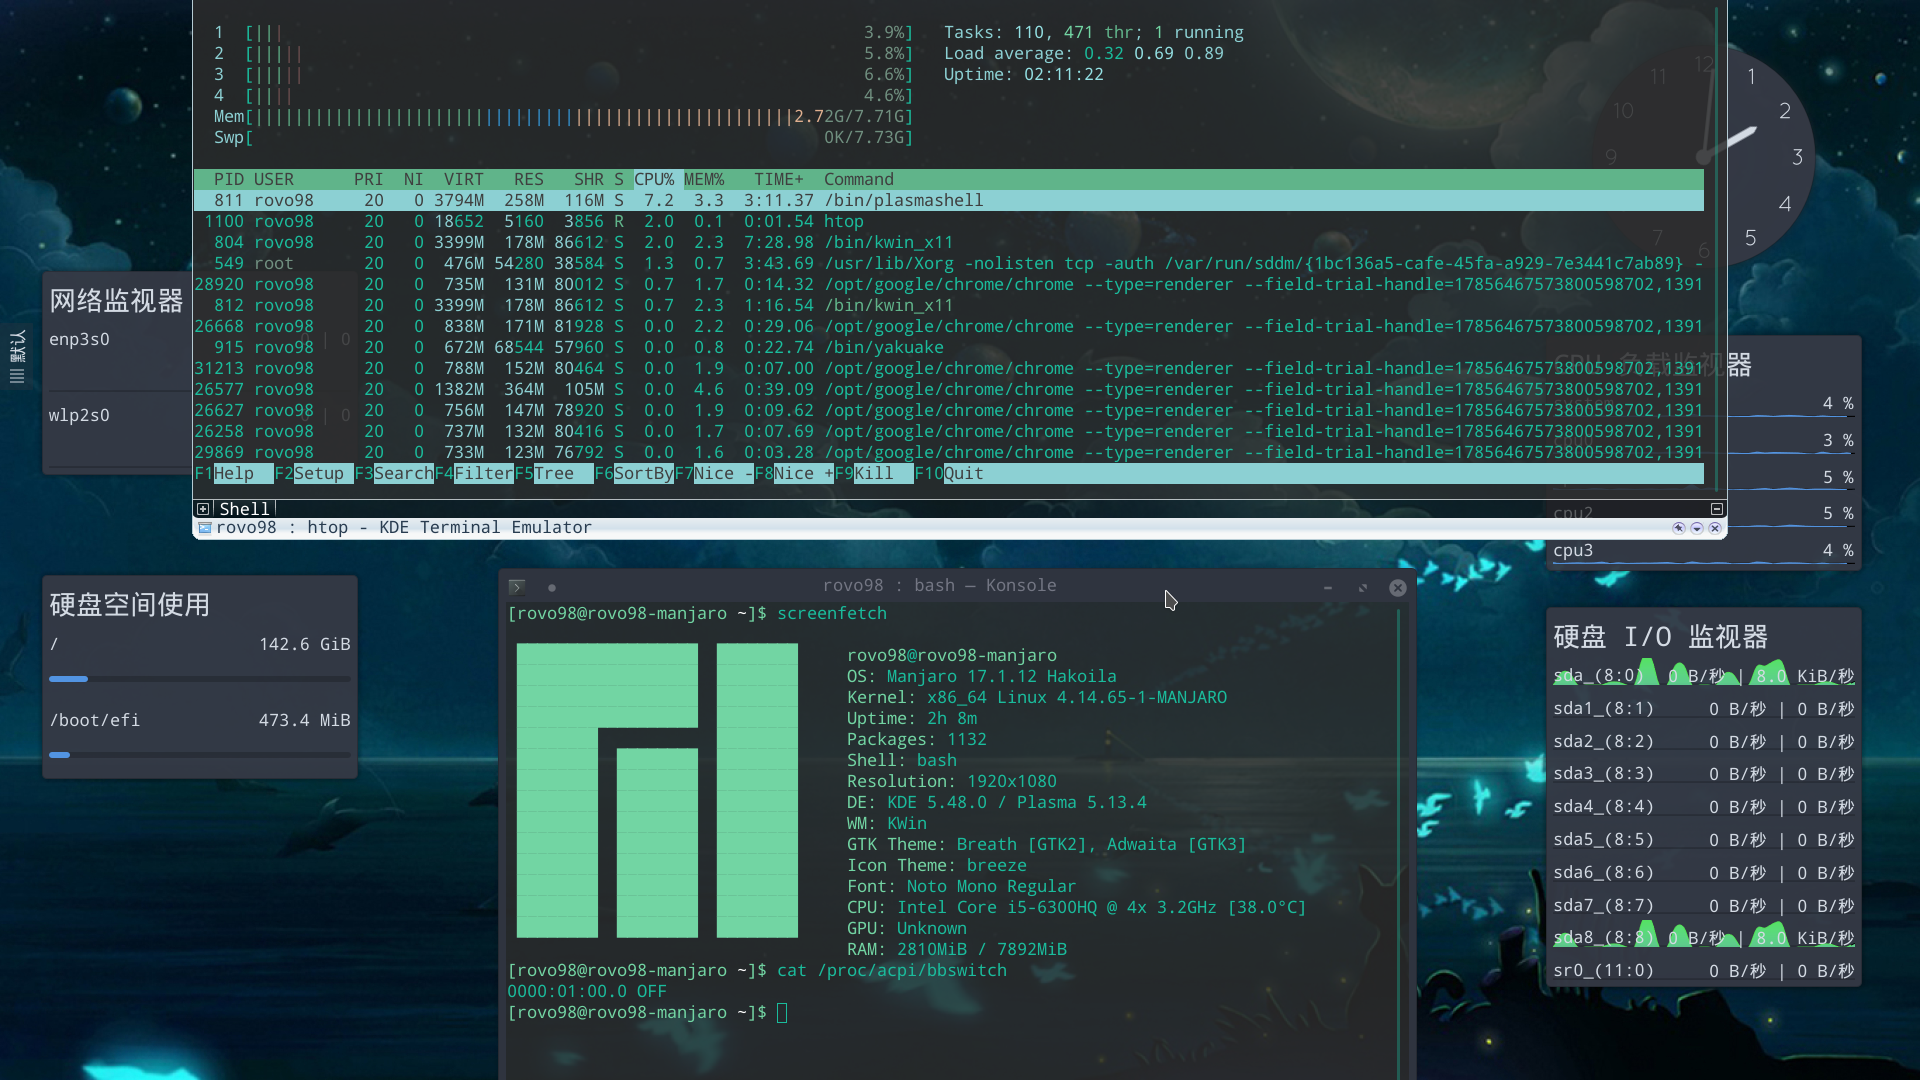 1 [||| 3.9%]
2 [||||| 5.8%]
3 [||||| 6.6%]
4 [|||| 4.6%]
Mem[ 2.72G/7.71G]
Swp[ 0K/7.73G]
Tasks: 110, 471 thr; 1 running
Load average: 0.32 0.69 0.89
Uptime: 02:11:22
PID USER PRI NI VIRT RES SHR S CPU% MEM% TIME+ Command
811 rovo98 20 0 3794M 258M 116M S 7.2 3.3 3:11.37 /bin/plasmashell
1100 rovo98 20 0 18652 5160 3856 R 2.0 0.1 0:01.54 htop
804 rovo98 20 0 3399M 178M 86612 S 2.0 2.3 7:28.98 /bin/kwin_x11
549 root 20 0 476M 54280 38584 S 1.3 0.7 3:43.69 /usr/lib/Xorg -nolisten tcp -auth /var/run/sddm/{1bc136a5-cafe-45fa-a929-7e3441c7ab89} -
28920 rovo98 20 0 735M 131M 80012 S 0.7 1.7 0:14.32 /opt/google/chrome/chrome --type=renderer --field-trial-handle=17856467573800598702,1391
812 rovo98 20 0 3399M 178M 86612 S 0.7 2.3 1:16.54 /bin/kwin_x11
26668 rovo98 20 0 838M 171M 81928 S 0.0 2.2 0:29.06 /opt/google/chrome/chrome --type=renderer --field-trial-handle=17856467573800598702,1391
915 rovo98 20 0 672M 68544 57960 S 0.0 0.8 0:22.74 /bin/yakuake
31213 rovo98 20 0 788M 152M 80464 S 0.0 1.9 0:07.00 /opt/google/chrome/chrome --type=renderer --field-trial-handle=17856467573800598702,1391
26577 rovo98 20 0 1382M 364M 105M S 0.0 4.6 0:39.09 /opt/google/chrome/chrome --type=renderer --field-trial-handle=17856467573800598702,1391
26627 rovo98 20 0 756M 147M 78920 S 0.0 1.9 0:09.62 /opt/google/chrome/chrome --type=renderer --field-trial-handle=17856467573800598702,1391
26258 rovo98 20 0 737M 132M 80416 S 0.0 1.7 0:07.69 /opt/google/chrome/chrome --type=renderer --field-trial-handle=17856467573800598702,1391
29869 rovo98 20 0 733M 123M 76792 S 0.0 1.6 0:03.28 /opt/google/chrome/chrome --type=renderer --field-trial-handle=17856467573800598702,1391
F1Help F2Setup F3SearchF4FilterF5Tree F6SortByF7Nice -F8Nice +F9Kill F10Quit
Shell
rovo98 : htop - KDE Terminal Emulator
12
1
2
3
4
5
6
7
9
10
11
默认
网络监视器
enp3s0 | 0
wlp2s0 | 0
硬盘空间使用
/ 142.6 GiB
/boot/efi 473.4 MiB
rovo98 : bash — Konsole
[rovo98@rovo98-manjaro ~]$ screenfetch
rovo98@rovo98-manjaro
OS: Manjaro 17.1.12 Hakoila
Kernel: x86_64 Linux 4.14.65-1-MANJARO
Uptime: 2h 8m
Packages: 1132
Shell: bash
Resolution: 1920x1080
DE: KDE 5.48.0 / Plasma 5.13.4
WM: KWin
GTK Theme: Breath [GTK2], Adwaita [GTK3]
Icon Theme: breeze
Font: Noto Mono Regular
CPU: Intel Core i5-6300HQ @ 4x 3.2GHz [38.0°C]
GPU: Unknown
RAM: 2810MiB / 7892MiB
[rovo98@rovo98-manjaro ~]$ cat /proc/acpi/bbswitch
0000:01:00.0 OFF
[rovo98@rovo98-manjaro ~]$
CPU 负载监视器
4 %
3 %
5 %
cpu2 5 %
cpu3 4 %
硬盘 I/O 监视器
sda_(8:0) 0 B/秒 | 8.0 KiB/秒
sda1_(8:1) 0 B/秒 | 0 B/秒
sda2_(8:2) 0 B/秒 | 0 B/秒
sda3_(8:3) 0 B/秒 | 0 B/秒
sda4_(8:4) 0 B/秒 | 0 B/秒
sda5_(8:5) 0 B/秒 | 0 B/秒
sda6_(8:6) 0 B/秒 | 0 B/秒
sda7_(8:7) 0 B/秒 | 0 B/秒
sda8_(8:8) 0 B/秒 | 8.0 KiB/秒
sr0_(11:0) 0 B/秒 | 0 B/秒